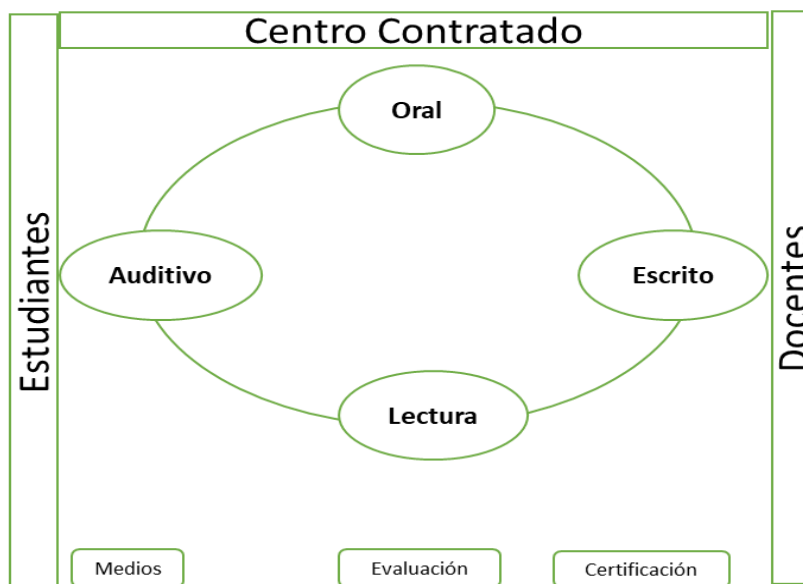 Centro Contratado
Estudiantes
Oral
Auditivo
Escrito
Lectura
Docentes
Medios
Evaluación
Certificación